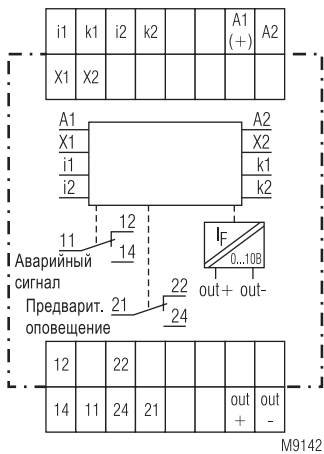 i1 k1 i2 k2 A1 (+) A2
X1 X2
A1 A2
X1 X2
i1 k1
i2 k2
12
11
14
Аварийный
сигнал
IF
0...10В
out+ out-
22
Предварит. 21
оповещение
24
12 22
14 11 24 21 out + out -
M9142